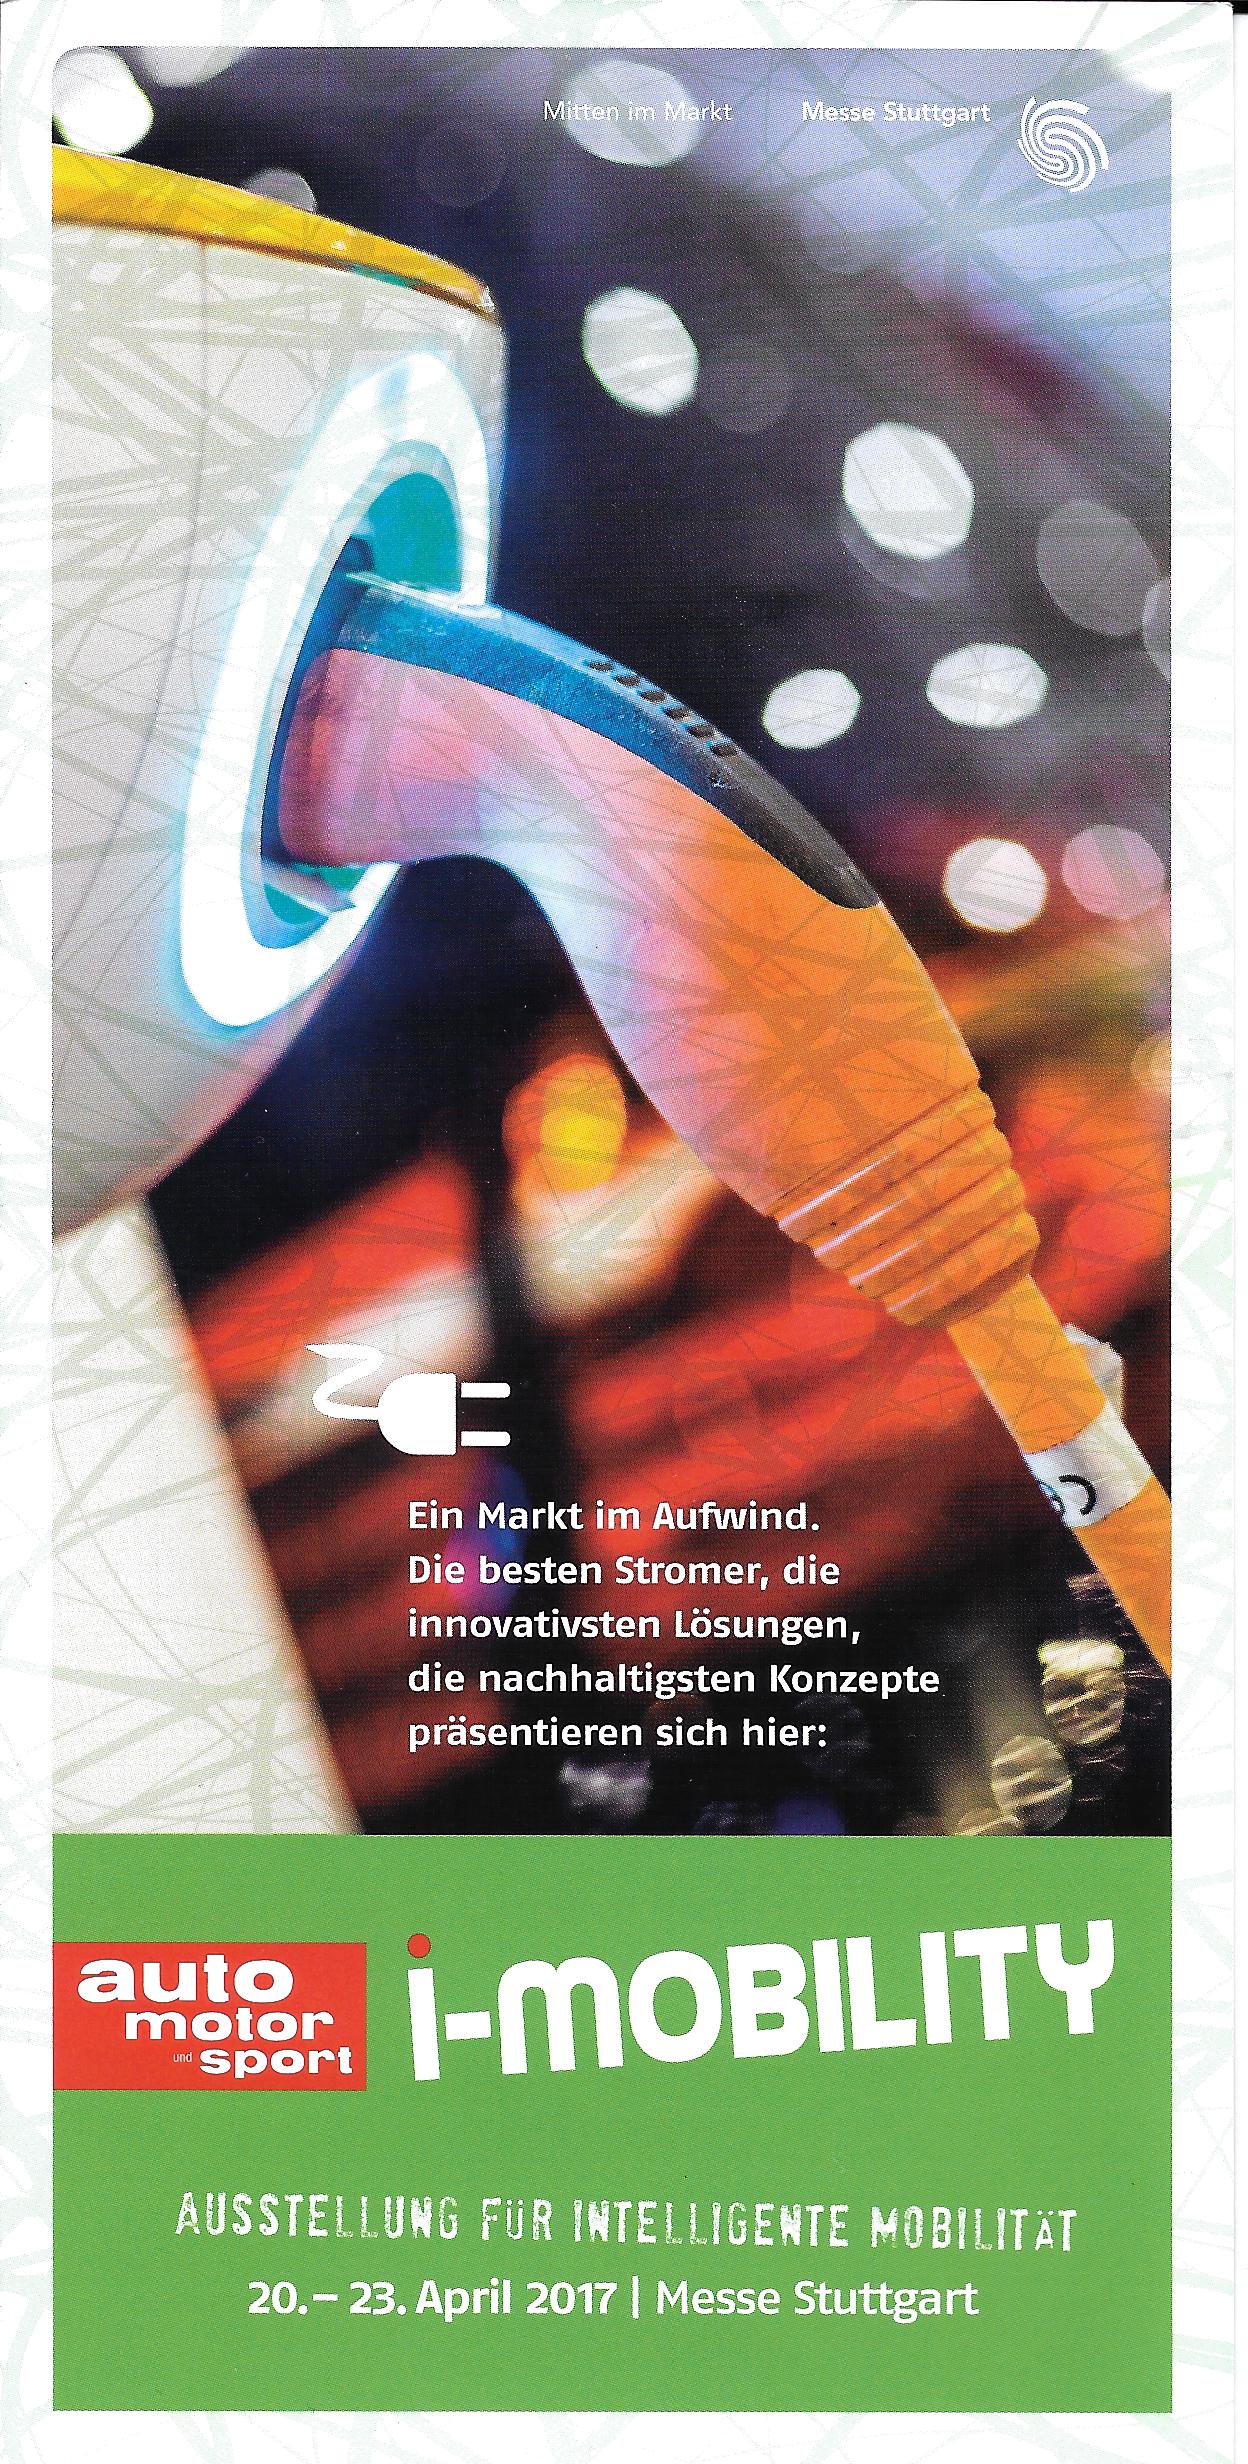 Mitten im Markt Messe Stuttgart
Ein Markt im Aufwind.
Die besten Stromer, die
innovativsten Lösungen,
die nachhaltigsten Konzepte
präsentieren sich hier:
auto
motor
und sport
i-MOBILITY
AUSSTELLUNG FÜR INTELLIGENTE MOBILITÄT
20.– 23. April 2017 | Messe Stuttgart